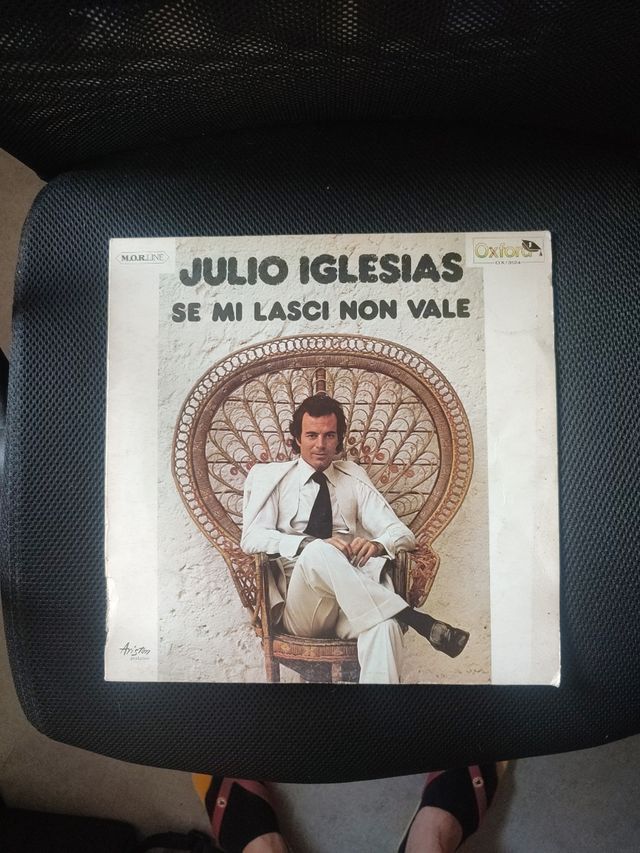 M.O.R. LINE
Oxford
JULIO IGLESIAS
SE MI LASCI NON VALE
Ariston